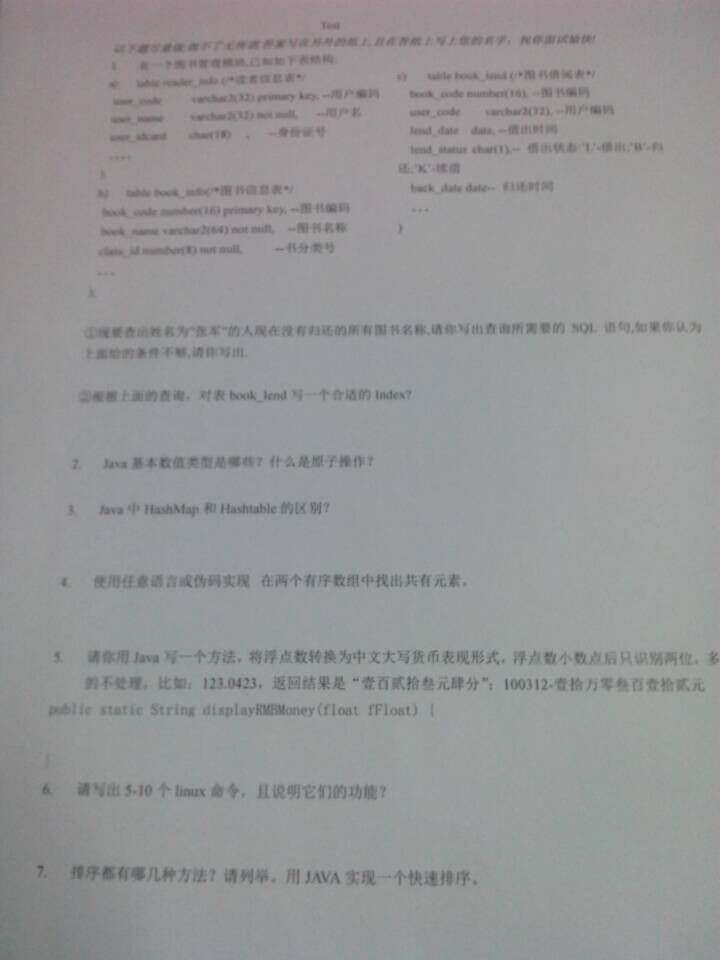 Test
以下题尽量做,做不了无所谓,答案写在另外的纸上,且在答纸上写上您的名字。祝你面试愉快!
1. 有一个图书管理模块,已知如下表结构:
a) table reader_info (/*读者信息表*/
user_code varchar2(32) primary key, --用户编码
user_name varchar2(32) not null, --用户名
user_idcard char(18) , --身份证号
....
)
b) table book_info(/*图书信息表*/
book_code number(16) primary key, --图书编码
book_name varchar2(64) not null, --图书名称
class_id number(8) not null, --书分类号
...
);
c) table book_lend (/*图书借阅表*/
book_code number(16), --图书编码
user_code varchar2(32), --用户编码
lend_date date, --借出时间
lend_status char(1),-- 借出状态:'L'-借出;'B'-归
还;'K'-续借
back_date date-- 归还时间
...
)
①现要查出姓名为"张军"的人现在没有归还的所有图书名称,请你写出查询所需要的 SQL 语句,如果你认为
上面给的条件不够,请你写出.
②根据上面的查询，对表 book_lend 写一个合适的 Index?
2. Java 基本数值类型是哪些？什么是原子操作？
3. Java 中 HashMap 和 Hashtable 的区别？
4. 使用任意语言或伪码实现 在两个有序数组中找出共有元素。
5. 请你用 Java 写一个方法，将浮点数转换为中文大写货币表现形式，浮点数小数点后只识别两位，多
的不处理，比如：123.0423，返回结果是“壹百贰拾叁元肆分”；100312-壹拾万零叁百壹拾贰元
public static String displayRMBMoney(float fFloat) {
}
6. 请写出 5-10 个 linux 命令，且说明它们的功能？
7. 排序都有哪几种方法？请列举。用 JAVA 实现一个快速排序。